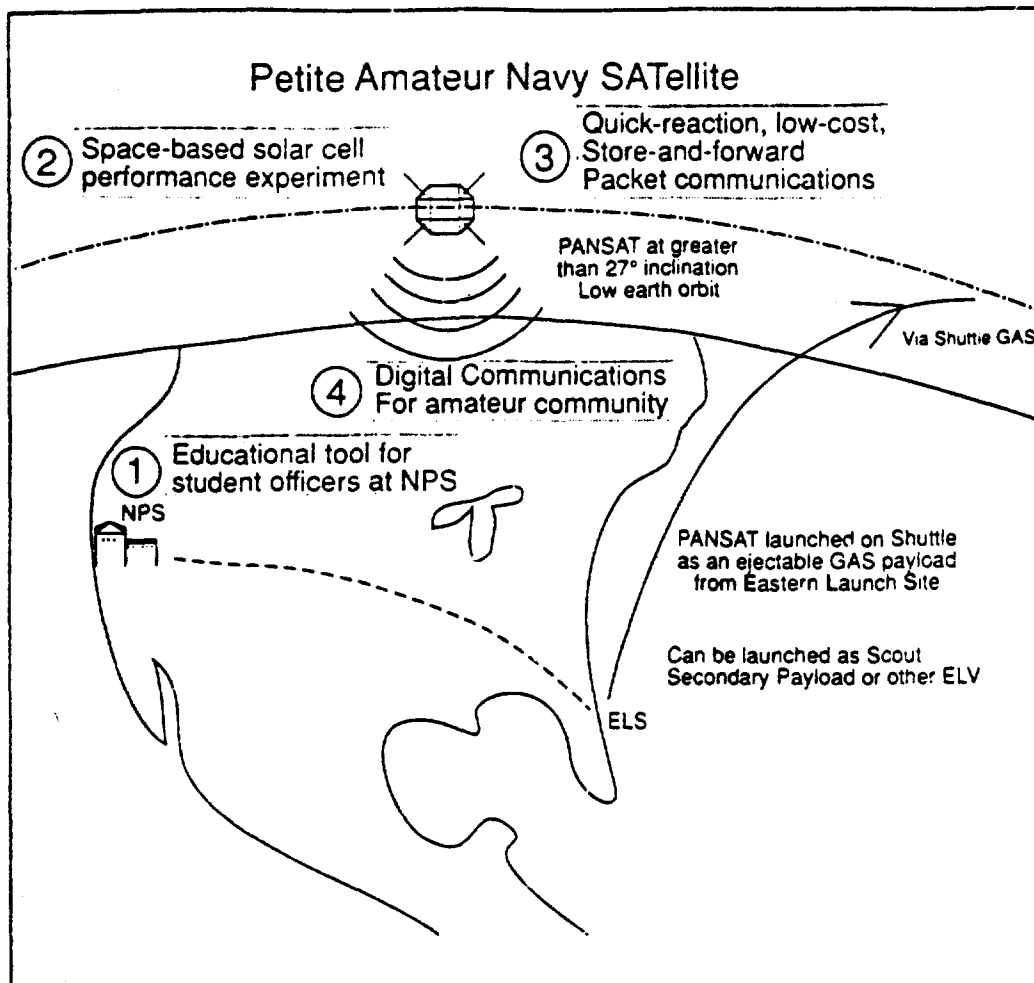 Petite Amateur Navy SATellite
② Space-based solar cell
performance experiment
③ Quick-reaction, low-cost,
Store-and-forward
Packet communications
PANSAT at greater
than 27° inclination
Low earth orbit
Via Shuttle GAS
④ Digital Communications
For amateur community
① Educational tool for
student officers at NPS
NPS
PANSAT launched on Shuttle
as an ejectable GAS payload
from Eastern Launch Site
Can be launched as Scout
Secondary Payload or other ELV
ELS